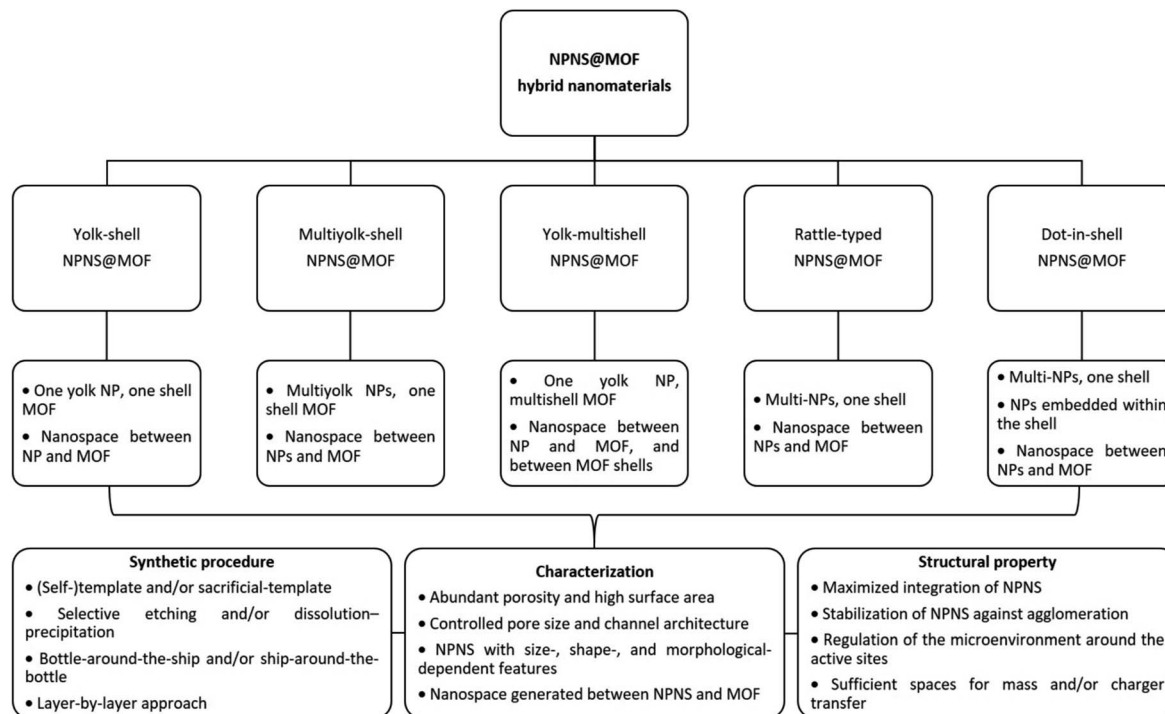 NPNS@MOF
hybrid nanomaterials
Yolk-shell
NPNS@MOF
Multiyolk-shell
NPNS@MOF
Yolk-multishell
NPNS@MOF
Rattle-typed
NPNS@MOF
Dot-in-shell
NPNS@MOF
• One yolk NP, one shell
MOF
• Nanospace between
NP and MOF
• Multiyolk NPs, one
shell MOF
• Nanospace between
NPs and MOF
• One yolk NP,
multishell MOF
• Nanospace between
NP and MOF, and
between MOF shells
• Multi-NPs, one shell
• Nanospace between
NPs and MOF
• Multi-NPs, one shell
• NPs embedded within
the shell
• Nanospace between
NPs and MOF
Synthetic procedure
• (Self-)template and/or sacrificial-template
• Selective etching and/or dissolution–
precipitation
• Bottle-around-the-ship and/or ship-around-the-
bottle
• Layer-by-layer approach
Characterization
• Abundant porosity and high surface area
• Controlled pore size and channel architecture
• NPNS with size-, shape-, and morphological-
dependent features
• Nanospace generated between NPNS and MOF
Structural property
• Maximized integration of NPNS
• Stabilization of NPNS against agglomeration
• Regulation of the microenvironment around the
active sites
• Sufficient spaces for mass and/or charger
transfer